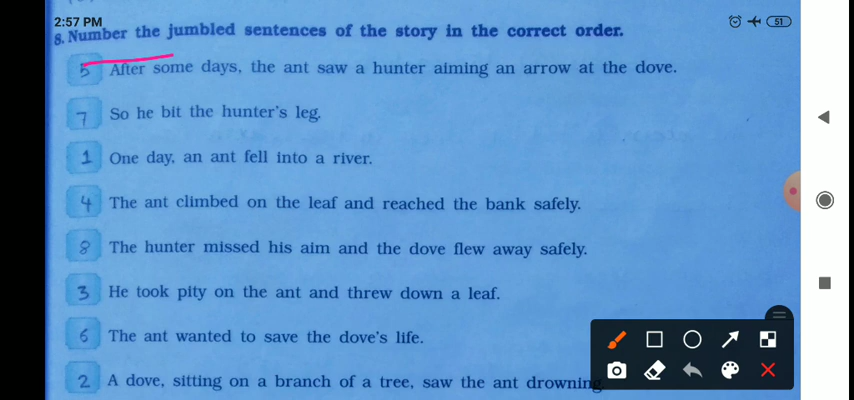 2:57 PM
51
8. Number the jumbled sentences of the story in the correct order.
5 After some days, the ant saw a hunter aiming an arrow at the dove.
7 So he bit the hunter's leg.
1 One day, an ant fell into a river.
4 The ant climbed on the leaf and reached the bank safely.
8 The hunter missed his aim and the dove flew away safely.
3 He took pity on the ant and threw down a leaf.
6 The ant wanted to save the dove's life.
2 A dove, sitting on a branch of a tree, saw the ant drowning